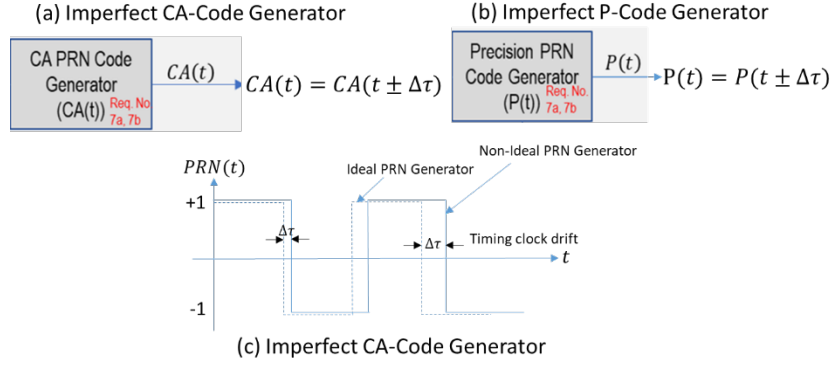 (a) Imperfect CA-Code Generator
CA PRN Code
Generator
(CA(t)) Req. No
7a, 7b
CA(t)
CA(t) = CA(t ± Δτ)
(b) Imperfect P-Code Generator
Precision PRN
Code Generator
(P(t)) Req. No.
7a, 7b
P(t)
P(t) = P(t ± Δτ)
PRN(t)
Ideal PRN Generator
Non-Ideal PRN Generator
+1
Δτ
Δτ
Timing clock drift
t
-1
(c) Imperfect CA-Code Generator